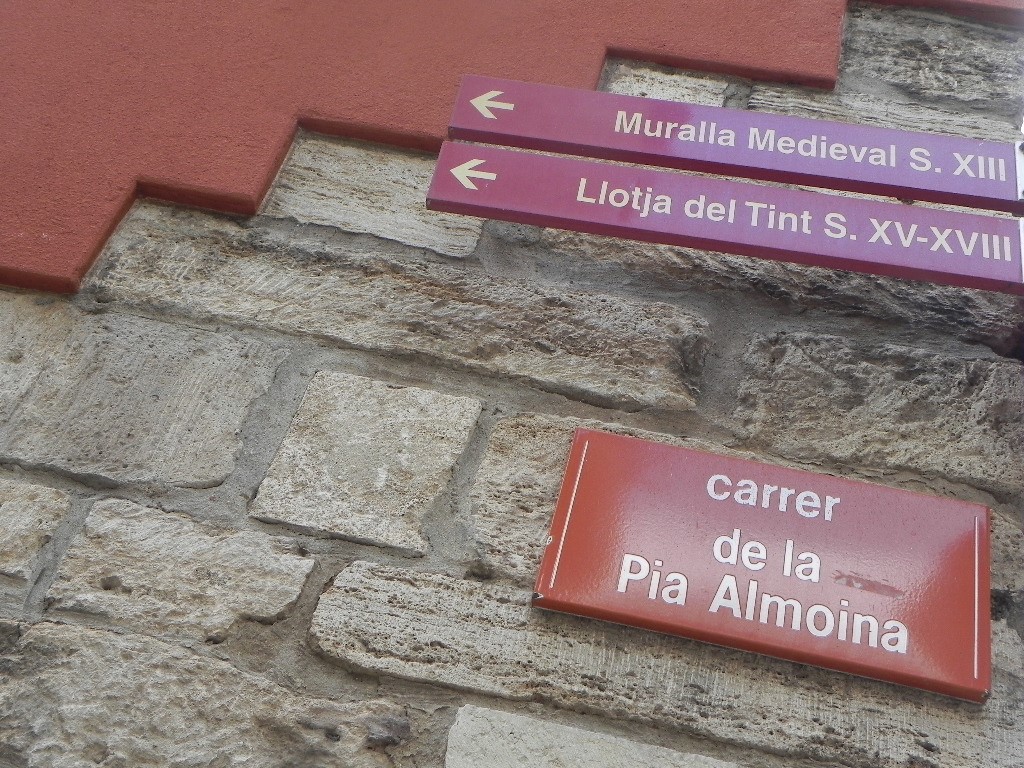 Muralla Medieval S. XIII
Llotja del Tint S. XV-XVIII
carrer
de la
Pia Almoina